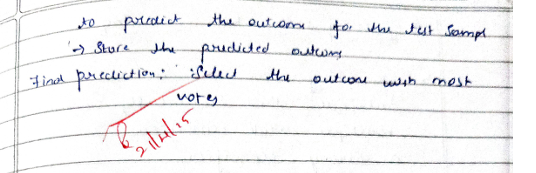 to predict the outcome for the test Sampl
-> Store the predicted outcome
Final prediction: Select the outcome with most
votes